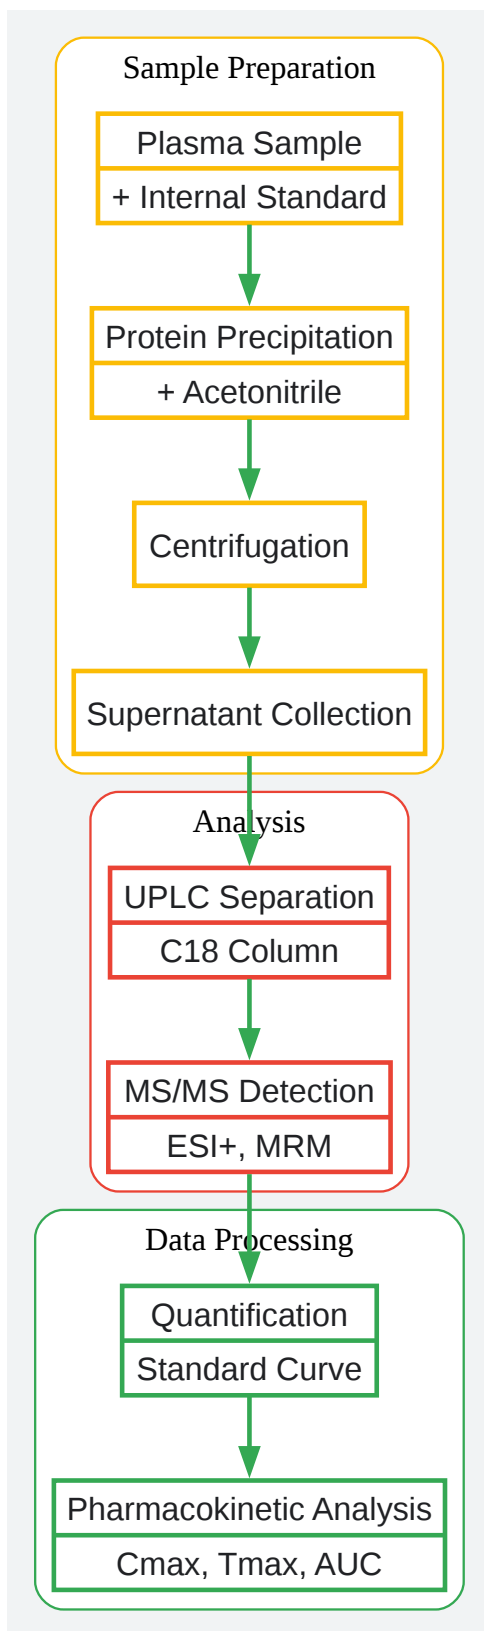 Sample Preparation
Plasma Sample
+ Internal Standard
Protein Precipitation
+ Acetonitrile
Centrifugation
Supernatant Collection
Analysis
UPLC Separation
C18 Column
MS/MS Detection
ESI+, MRM
Data Processing
Quantification
Standard Curve
Pharmacokinetic Analysis
Cmax, Tmax, AUC